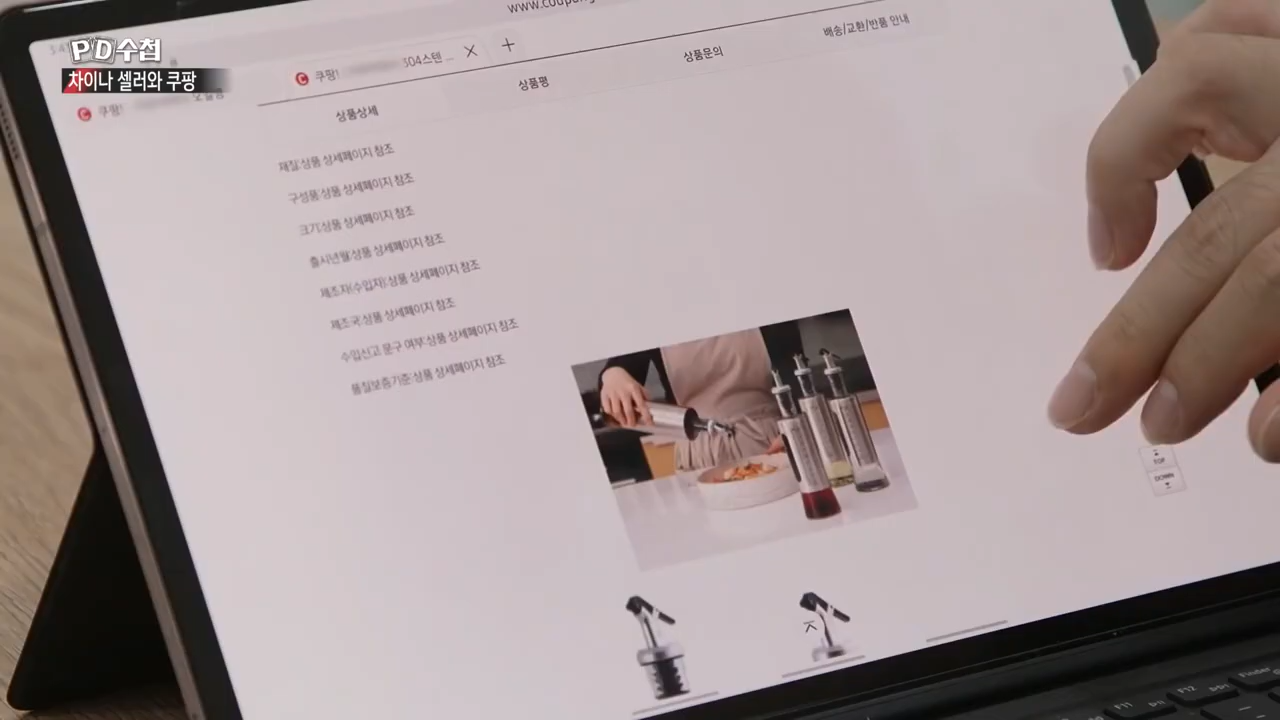 PD수첩
차이나 셀러와 쿠팡
www.coupang
쿠팡!
304스텐 ...
쿠팡!
상품상세
상품평
상품문의
배송/교환/반품 안내
재질:상품 상세페이지 참조
구성품:상품 상세페이지 참조
크기:상품 상세페이지 참조
출시년월:상품 상세페이지 참조
제조자(수입자):상품 상세페이지 참조
제조국:상품 상세페이지 참조
수입신고 문구 여부:상품 상세페이지 참조
품질보증기준:상품 상세페이지 참조
TOP
DOWN
F11
F12
Finder